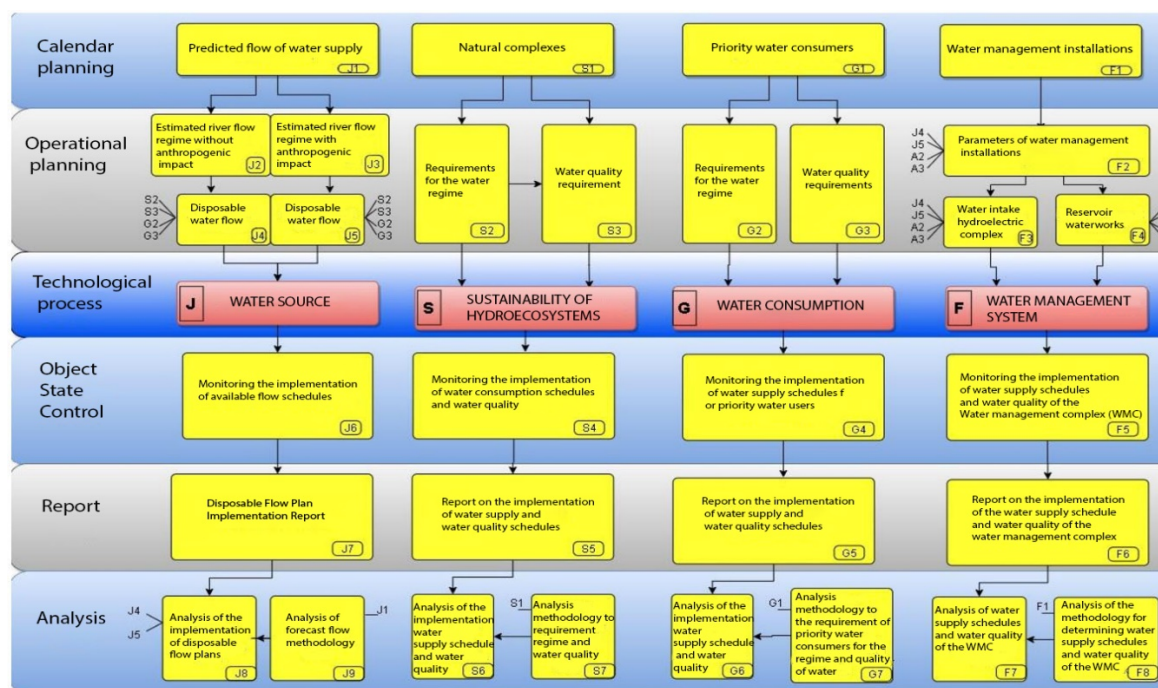 Calendar
planning
Predicted flow of water supply
J1
Natural complexes
S1
Priority water consumers
G1
Water management installations
F1
Operational
planning
Estimated river flow
regime without
anthropogenic
impact
J2
Estimated river flow
regime with
anthropogenic
impact
J3
S2
S3
G2
G3
Disposable
water flow
J4
Disposable
water flow
J5
S2
S3
G2
G3
Requirements
for the water
regime
S2
Water quality
requirement
S3
Requirements
for the water
regime
G2
Water quality
requirements
G3
J4
J5
A2
A3
Parameters of water management
installations
F2
J4
J5
A2
A3
Water intake
hydroelectric
complex
F3
Reservoir
waterworks
F4
Technological
process
J
WATER SOURCE
S
SUSTAINABILITY OF
HYDROECOSYSTEMS
G
WATER CONSUMPTION
F
WATER MANAGEMENT
SYSTEM
Object
State
Control
Monitoring the implementation
of available flow schedules
J6
Monitoring the implementation
of water consumption schedules
and water quality
S4
Monitoring the implementation
of water supply schedules f
or priority water users
G4
Monitoring the implementation
of water supply schedules
and water quality of the
Water management complex (WMC)
F5
Report
Disposable Flow Plan
Implementation Report
J7
Report on the implementation
of water supply and
water quality schedules
S5
Report on the implementation
of water supply and
water quality schedules
G5
Report on the implementation
of the water supply schedule
and water quality of the
water management complex
F6
Analysis
J4
J5
Analysis of the
implementation
of disposable
flow plans
J8
Analysis of
forecast flow
methodology
J9
J1
Analysis of the
implementation
water
supply schedule
and water
quality
S6
S1
Analysis
methodology to
requirement
regime and
water quality
S7
Analysis of the
implementation
water
supply schedule
and water
quality
G6
G1
Analysis
methodology to
the requirement of
priority water
consumers for the
regime and quality
of water
G7
Analysis of water
supply schedules
and water quality
of the WMC
F7
F1
Analysis of the
methodology for
determining water
supply schedules and
water quality
of the WMC
F8